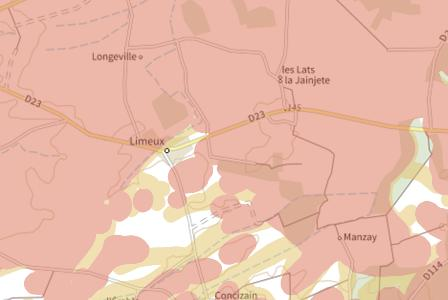 Longeville
les Lats
& la Jainjete
D23
D23
J45
Limeux
Manzay
D114
Concizain